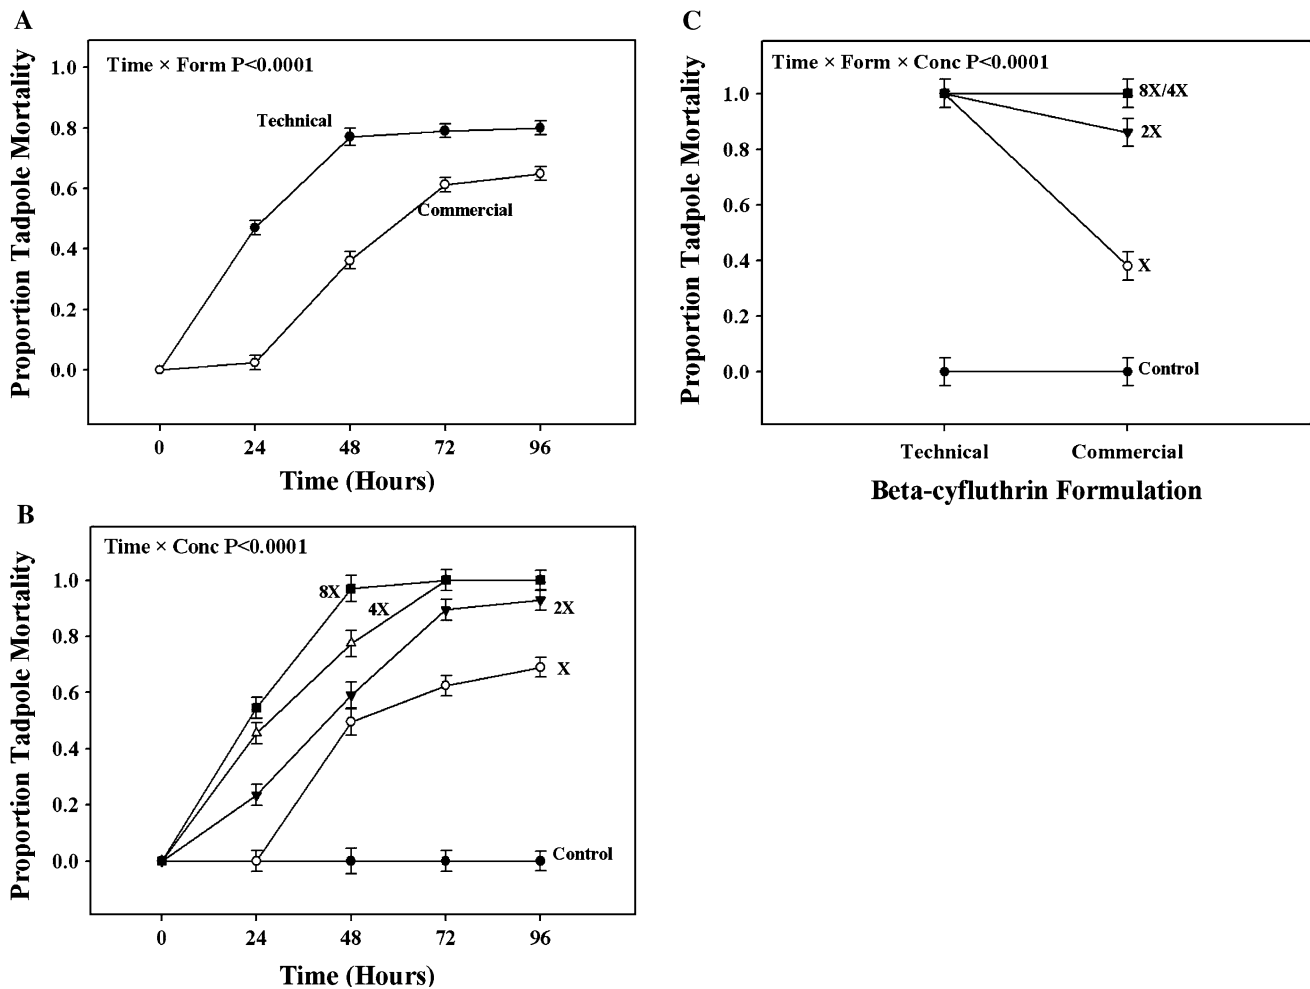 A
Time × Form P<0.0001
Proportion Tadpole Mortality
1.0
0.8
0.6
0.4
0.2
0.0
Technical
Commercial
0 24 48 72 96
Time (Hours)
B
Time × Conc P<0.0001
Proportion Tadpole Mortality
1.0
0.8
0.6
0.4
0.2
0.0
8X
4X
2X
X
Control
0 24 48 72 96
Time (Hours)
C
Time × Form × Conc P<0.0001
Proportion Tadpole Mortality
1.0
0.8
0.6
0.4
0.2
0.0
8X/4X
2X
X
Control
Technical Commercial
Beta-cyfluthrin Formulation